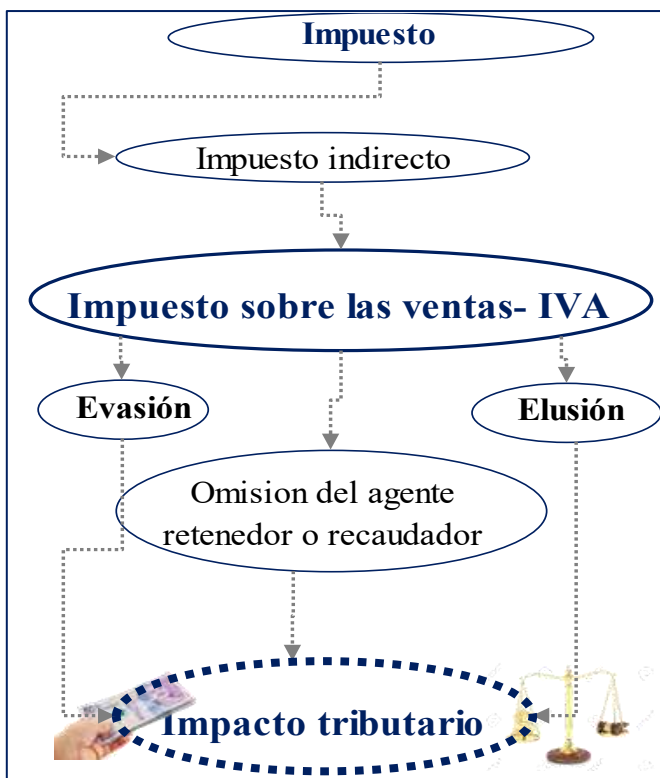 Impuesto
Impuesto indirecto
Impuesto sobre las ventas- IVA
Evasión
Elusión
Omision del agente
retenedor o recaudador
Impacto tributario